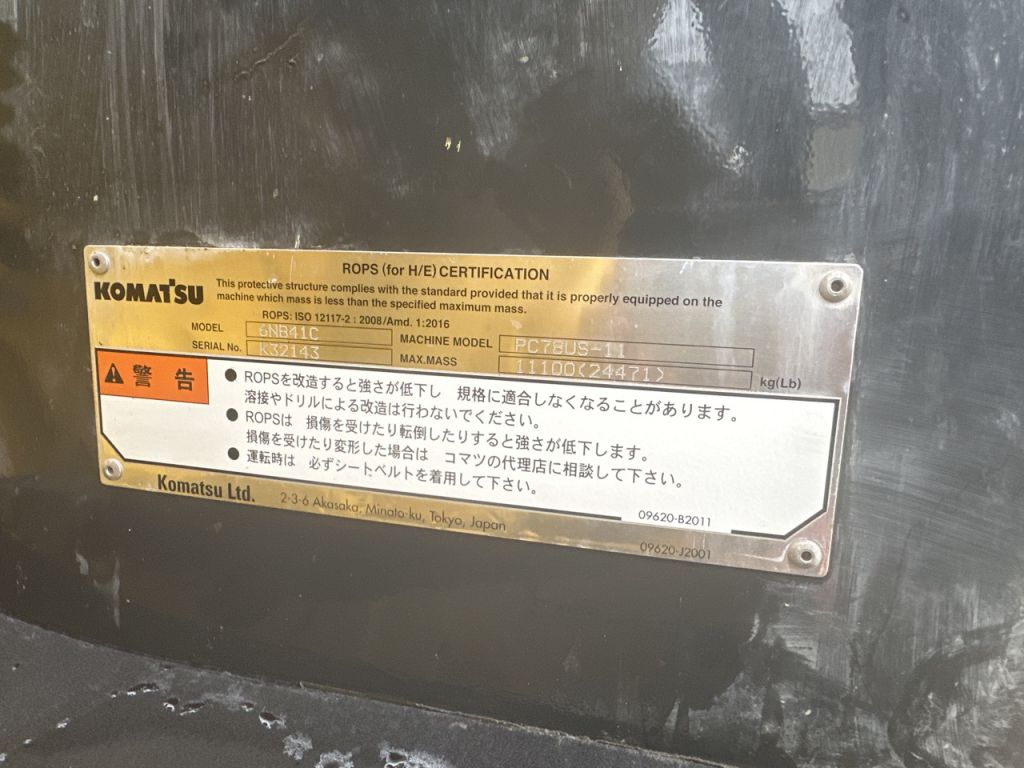 ROPS (for H/E) CERTIFICATION
KOMATSU
This protective structure complies with the standard provided that it is properly equipped on the
machine which mass is less than the specified maximum mass.
ROPS: ISO 12117-2 : 2008/Amd. 1:2016
MODEL 6NB41C MACHINE MODEL PC78US-11
SERIAL No. K32143 MAX.MASS 11100(24471) kg(Lb)
警 告
● ROPSを改造すると強さが低下し 規格に適合しなくなることがあります。
溶接やドリルによる改造は行わないでください。
● ROPSは 損傷を受けたり転倒したりすると強さが低下します。
損傷を受けたり変形した場合は コマツの代理店に相談して下さい。
● 運転時は 必ずシートベルトを着用して下さい。
09620-B2011
Komatsu Ltd. 2-3-6 Akasaka, Minato-ku, Tokyo, Japan
09620-J2001